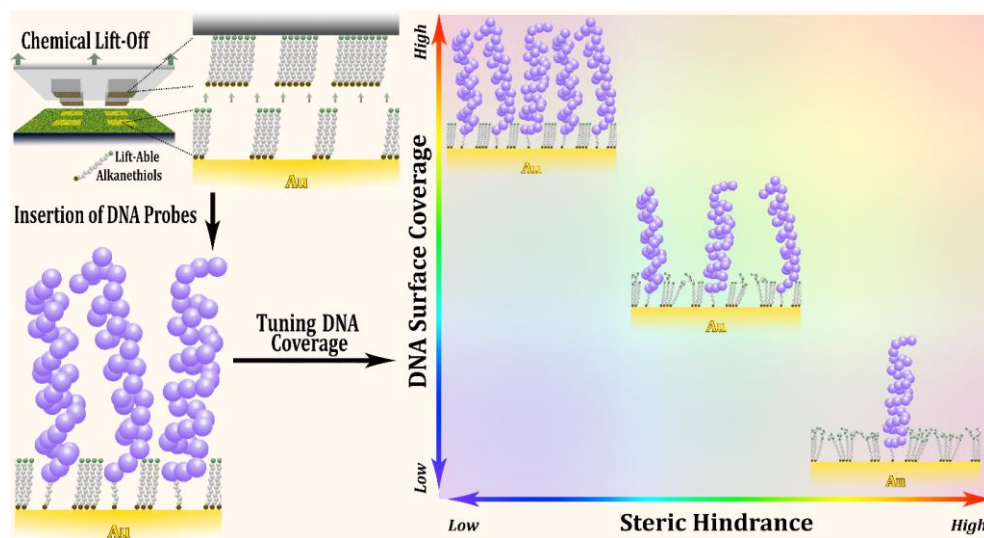 Chemical Lift-Off
Lift-Able
Alkanethiols
Au
Insertion of DNA Probes
Au
Tuning DNA
Coverage
DNA Surface Coverage
High
Low
Au
Au
Au
Low
Steric Hindrance
High